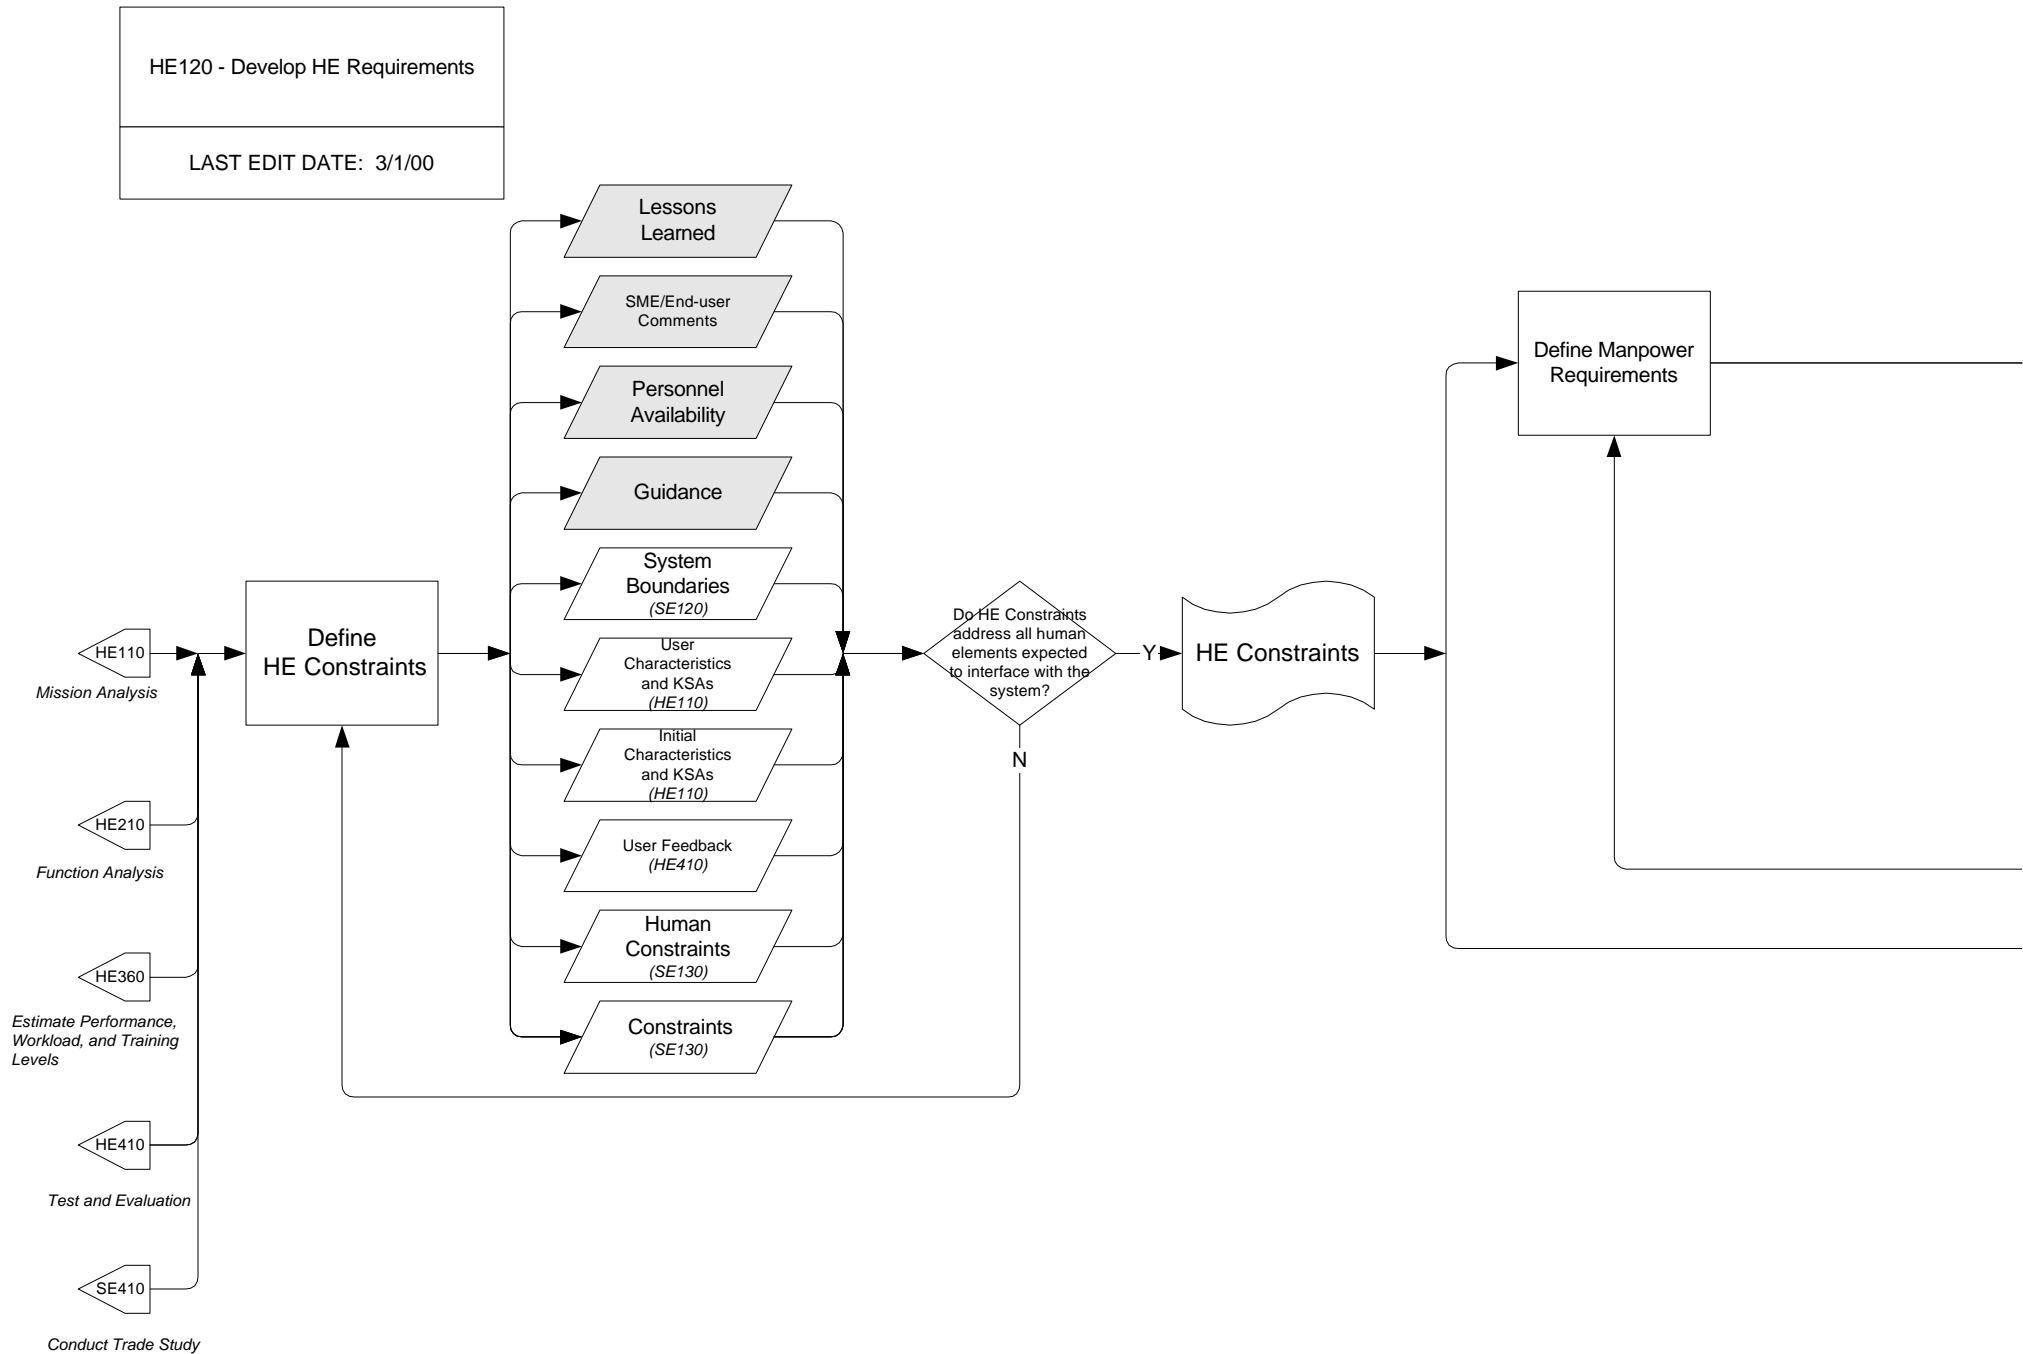 HE120 - Develop HE Requirements
LAST EDIT DATE:  3/1/00
Lessons
Learned
SME/End-user
Comments
Personnel
Availability
Guidance
System
Boundaries
(SE120)
User
Characteristics
and KSAs
(HE110)
Initial
Characteristics
and KSAs
(HE110)
User Feedback
(HE410)
Human
Constraints
(SE130)
Constraints
(SE130)
HE110
Mission Analysis
HE210
Function Analysis
HE360
Estimate Performance,
Workload, and Training
Levels
HE410
Test and Evaluation
SE410
Conduct Trade Study
Define
HE Constraints
Do HE Constraints
address all human
elements expected
to interface with the
system?
Y
N
HE Constraints
Define Manpower
Requirements